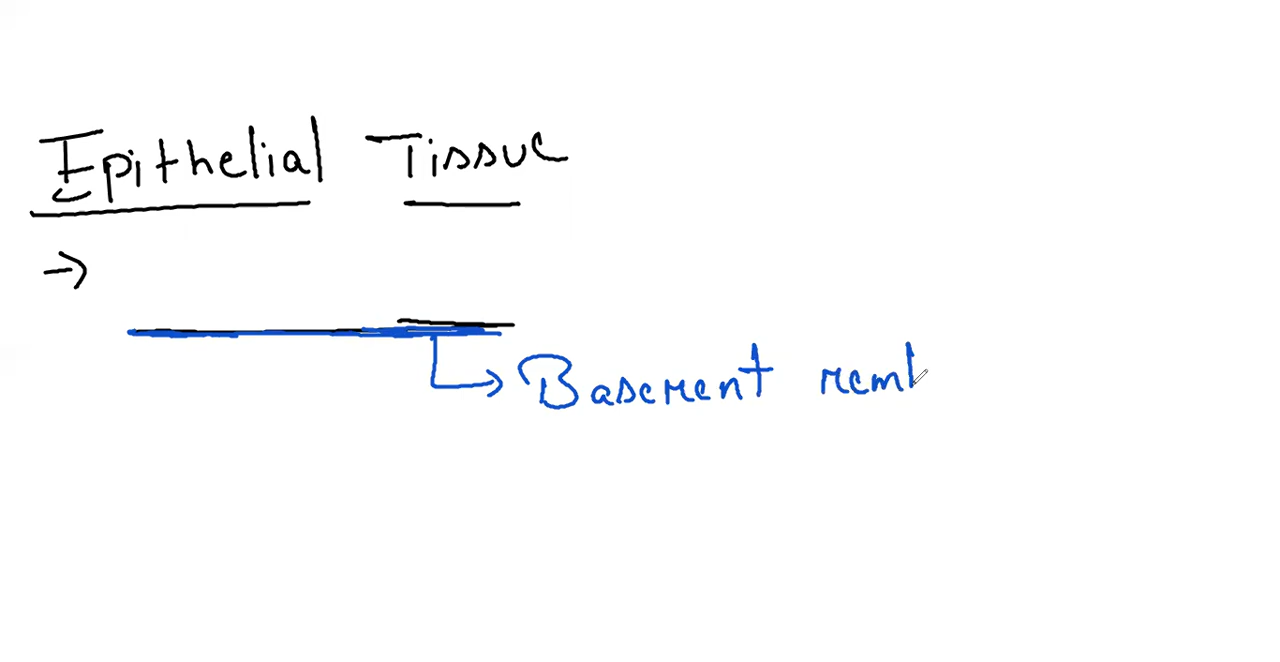 Epithelial Tissue
→
Basement memb